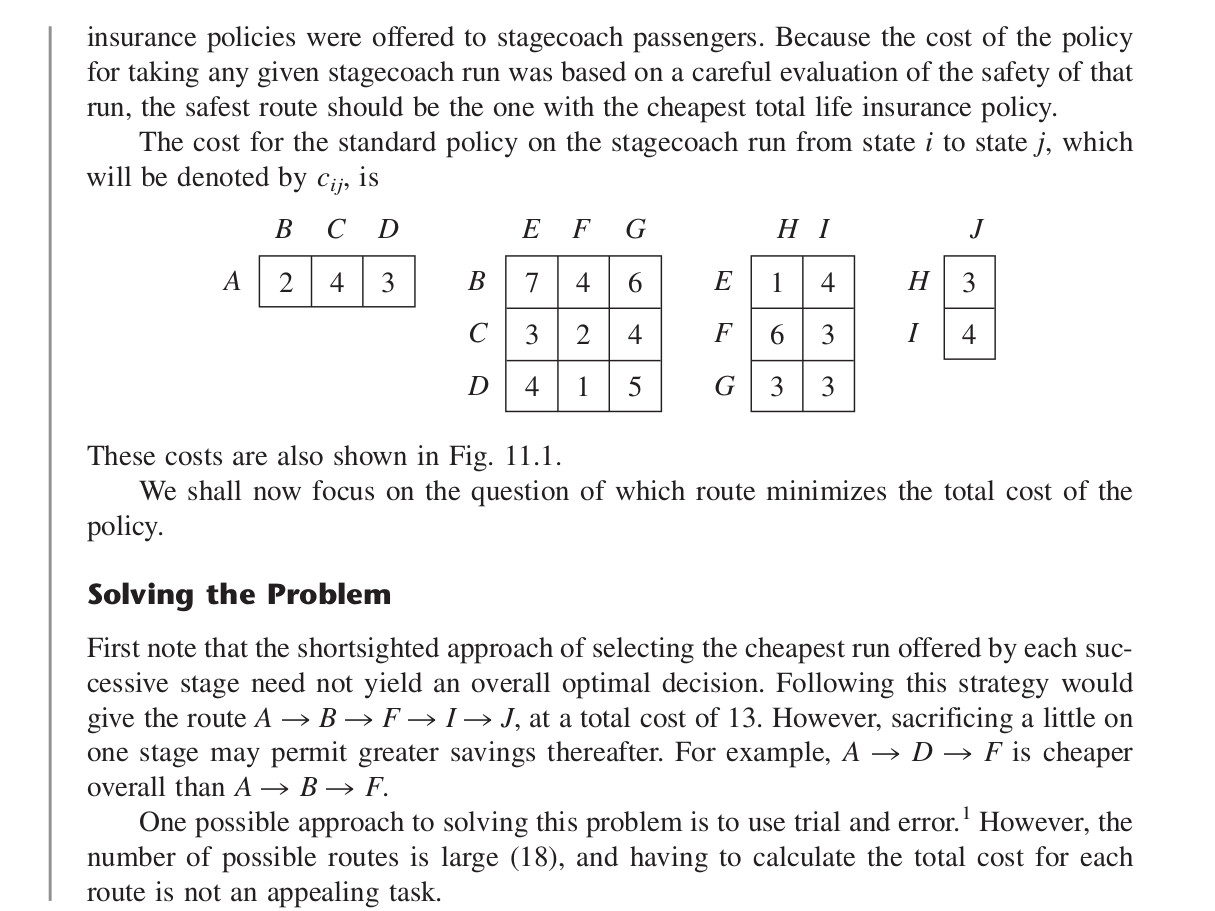 insurance policies were offered to stagecoach passengers. Because the cost of the policy
for taking any given stagecoach run was based on a careful evaluation of the safety of that
run, the safest route should be the one with the cheapest total life insurance policy.
The cost for the standard policy on the stagecoach run from state i to state j, which
will be denoted by c_{ij}, is
B C D E F G H I J
A 2 4 3 B 7 4 6 E 1 4 H 3
C 3 2 4 F 6 3 I 4
D 4 1 5 G 3 3
These costs are also shown in Fig. 11.1.
We shall now focus on the question of which route minimizes the total cost of the
policy.
Solving the Problem
First note that the shortsighted approach of selecting the cheapest run offered by each suc-
cessive stage need not yield an overall optimal decision. Following this strategy would
give the route A → B → F → I → J, at a total cost of 13. However, sacrificing a little on
one stage may permit greater savings thereafter. For example, A → D → F is cheaper
overall than A → B → F.
One possible approach to solving this problem is to use trial and error.¹ However, the
number of possible routes is large (18), and having to calculate the total cost for each
route is not an appealing task.